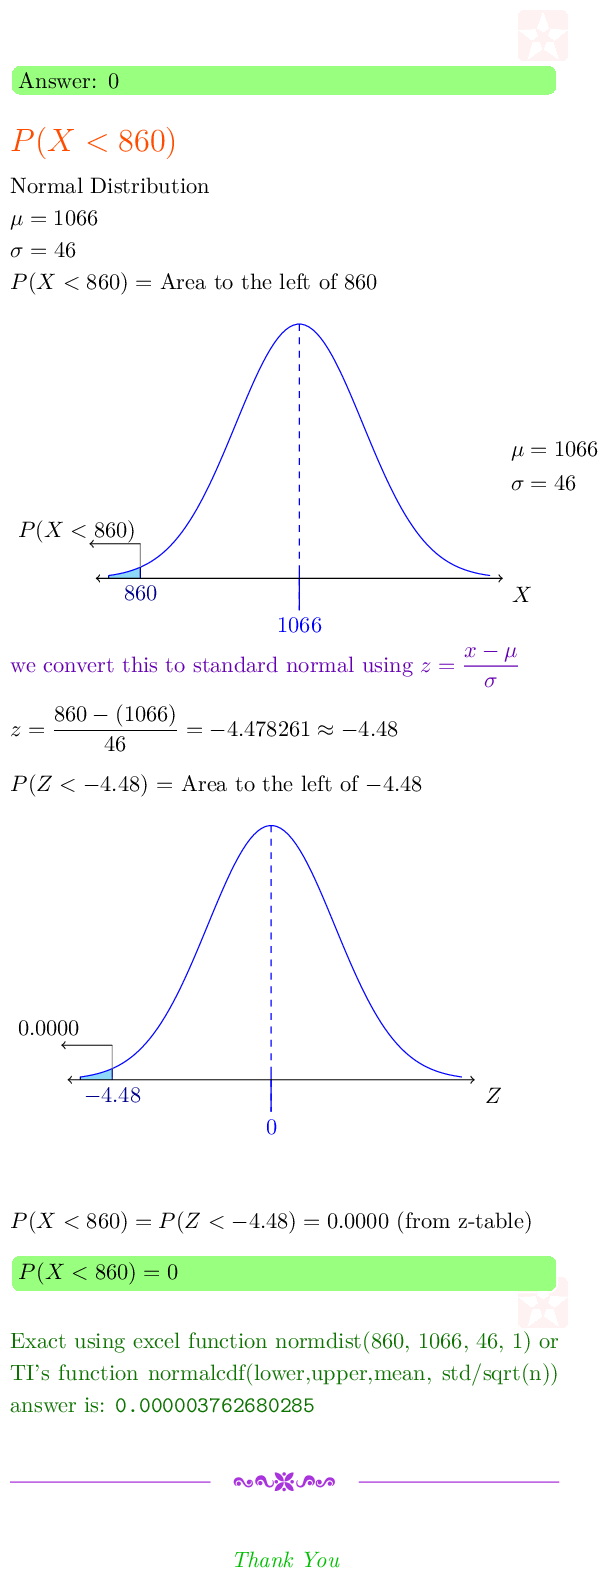 Answer: 0
P(X < 860)
Normal Distribution
μ = 1066
σ = 46
P(X < 860) = Area to the left of 860
μ = 1066
σ = 46
P(X < 860)
860
X
1066
we convert this to standard normal using z = \frac{x − μ}{σ}
z = \frac{860 − (1066)}{46} = −4.478261 ≈ −4.48
P(Z < −4.48) = Area to the left of −4.48
0.0000
−4.48
Z
0
P(X < 860) = P(Z < −4.48) = 0.0000 (from z-table)
P(X < 860) = 0
Exact using excel function normdist(860, 1066, 46, 1) or
TI's function normalcdf(lower,upper,mean, std/sqrt(n))
answer is: 0.000003762680285
Thank You